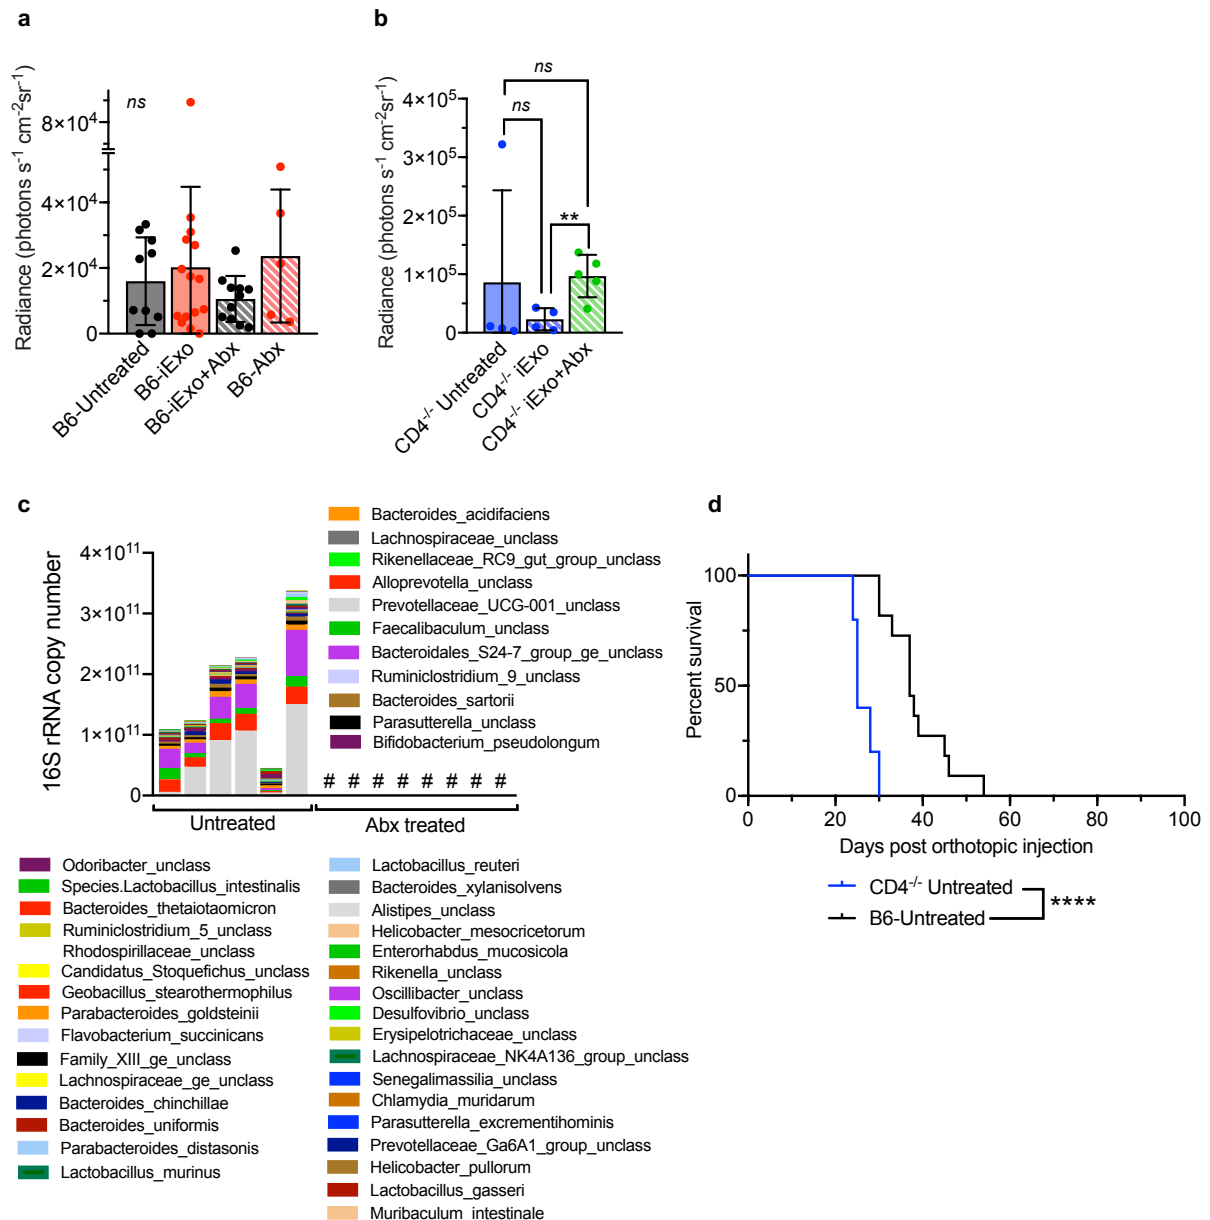 a
Radiance (photons s⁻¹ cm⁻²sr⁻¹)
ns
8×10⁴
4×10⁴
2×10⁴
0
B6-Untreated
B6-iExo
B6-iExo+Abx
B6-Abx
b
Radiance (photons s⁻¹ cm⁻²sr⁻¹)
ns
ns
**
4×10⁵
3×10⁵
2×10⁵
1×10⁵
0
CD4⁻/⁻ Untreated
CD4⁻/⁻ iExo
CD4⁻/⁻ iExo+Abx
c
16S rRNA copy number
4×10¹¹
3×10¹¹
2×10¹¹
1×10¹¹
0
# # # # # # # #
Untreated
Abx treated
Bacteroides_acidifaciens
Lachnospiraceae_unclass
Rikenellaceae_RC9_gut_group_unclass
Alloprevotella_unclass
Prevotellaceae_UCG-001_unclass
Faecalibaculum_unclass
Bacteroidales_S24-7_group_ge_unclass
Ruminiclostridium_9_unclass
Bacteroides_sartorii
Parasutterella_unclass
Bifidobacterium_pseudolongum
Odoribacter_unclass
Species.Lactobacillus_intestinalis
Bacteroides_thetaiotaomicron
Ruminiclostridium_5_unclass
Rhodospirillaceae_unclass
Candidatus_Stoquefichus_unclass
Geobacillus_stearothermophilus
Parabacteroides_goldsteinii
Flavobacterium_succinicans
Family_XIII_ge_unclass
Lachnospiraceae_ge_unclass
Bacteroides_chinchillae
Bacteroides_uniformis
Parabacteroides_distasonis
Lactobacillus_murinus
Lactobacillus_reuteri
Bacteroides_xylanisolvens
Alistipes_unclass
Helicobacter_mesocricetorum
Enterorhabdus_mucosicola
Rikenella_unclass
Oscillibacter_unclass
Desulfovibrio_unclass
Erysipelotrichaceae_unclass
Lachnospiraceae_NK4A136_group_unclass
Senegalimassilia_unclass
Chlamydia_muridarum
Parasutterella_excrementihominis
Prevotellaceae_Ga6A1_group_unclass
Helicobacter_pullorum
Lactobacillus_gasseri
Muribaculum_intestinale
d
Percent survival
100
50
0
0 20 40 60 80 100
Days post orthotopic injection
CD4⁻/⁻ Untreated
B6-Untreated
****